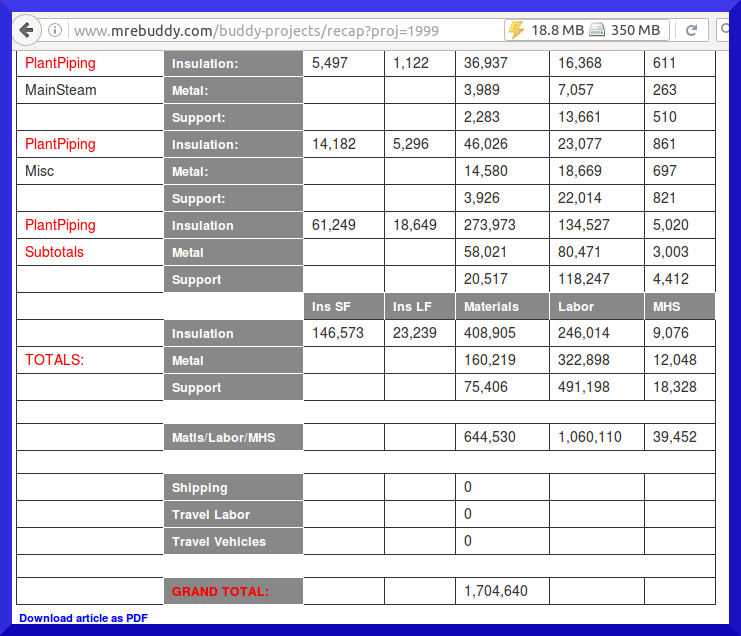 www.mrebuddy.com/buddy-projects/recap?proj=1999 18.8 MB 350 MB
PlantPiping Insulation: 5,497 1,122 36,937 16,368 611
MainSteam Metal: 3,989 7,057 263
Support: 2,283 13,661 510
PlantPiping Insulation: 14,182 5,296 46,026 23,077 861
Misc Metal: 14,580 18,669 697
Support: 3,926 22,014 821
PlantPiping Insulation 61,249 18,649 273,973 134,527 5,020
Subtotals Metal 58,021 80,471 3,003
Support 20,517 118,247 4,412
Ins SF Ins LF Materials Labor MHS
Insulation 146,573 23,239 408,905 246,014 9,076
TOTALS: Metal 160,219 322,898 12,048
Support 75,406 491,198 18,328
Matls/Labor/MHS 644,530 1,060,110 39,452
Shipping 0
Travel Labor 0
Travel Vehicles 0
GRAND TOTAL: 1,704,640
Download article as PDF